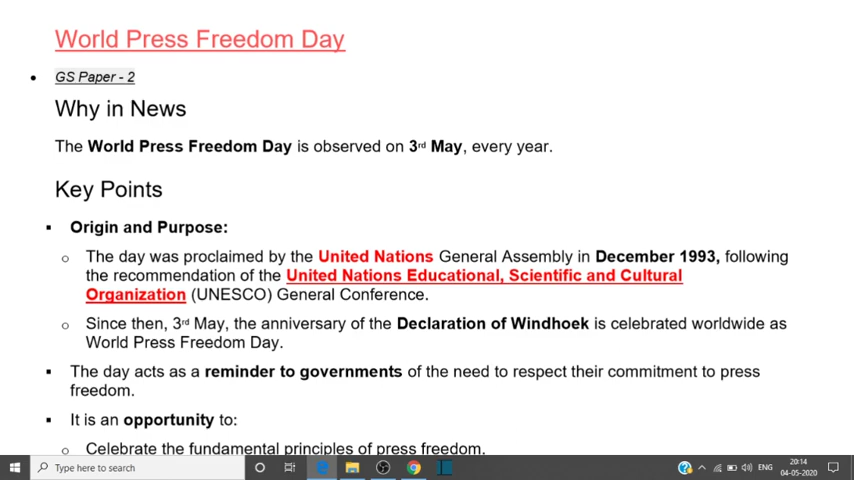 World Press Freedom Day
• GS Paper - 2
Why in News
The World Press Freedom Day is observed on 3rd May, every year.
Key Points
▪ Origin and Purpose:
o The day was proclaimed by the United Nations General Assembly in December 1993, following
the recommendation of the United Nations Educational, Scientific and Cultural
Organization (UNESCO) General Conference.
o Since then, 3rd May, the anniversary of the Declaration of Windhoek is celebrated worldwide as
World Press Freedom Day.
▪ The day acts as a reminder to governments of the need to respect their commitment to press
freedom.
▪ It is an opportunity to:
o Celebrate the fundamental principles of press freedom.
Type here to search
ENG
20:14
04-05-2020